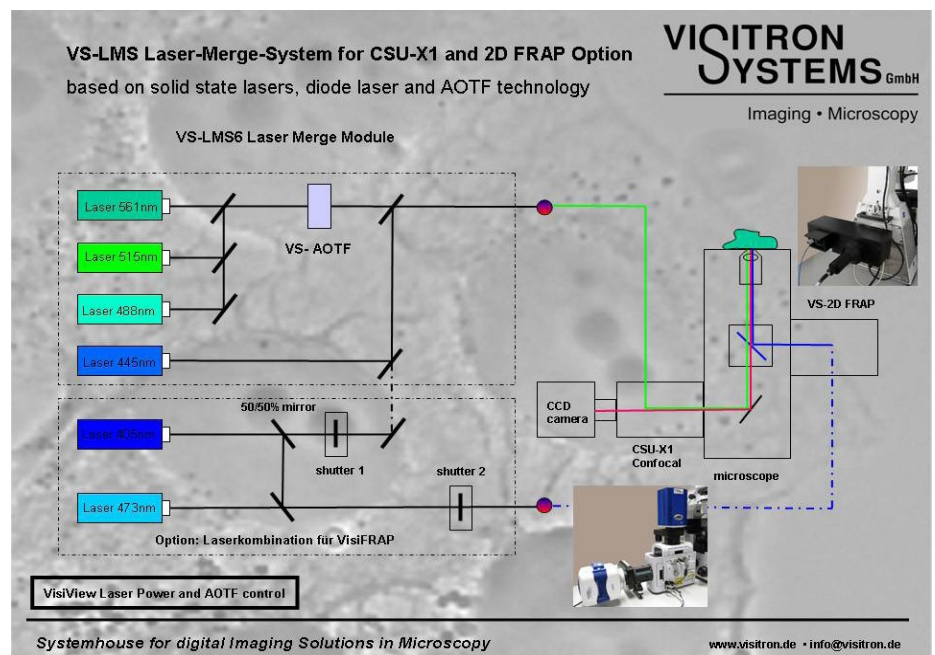 VS-LMS Laser-Merge-System for CSU-X1 and 2D FRAP Option
based on solid state lasers, diode laser and AOTF technology
VISITRON
SYSTEMS GmbH
Imaging • Microscopy
VS-LMS6 Laser Merge Module
Laser 561nm
VS- AOTF
Laser 515nm
Laser 488nm
Laser 445nm
VS-2D FRAP
50/50% mirror
CCD
camera
Laser 405nm
shutter 1
CSU-X1
Confocal
shutter 2
microscope
Laser 473nm
Option: Laserkombination für VisiFRAP
VisiView Laser Power and AOTF control
Systemhouse for digital Imaging Solutions in Microscopy
www.visitron.de • info@visitron.de